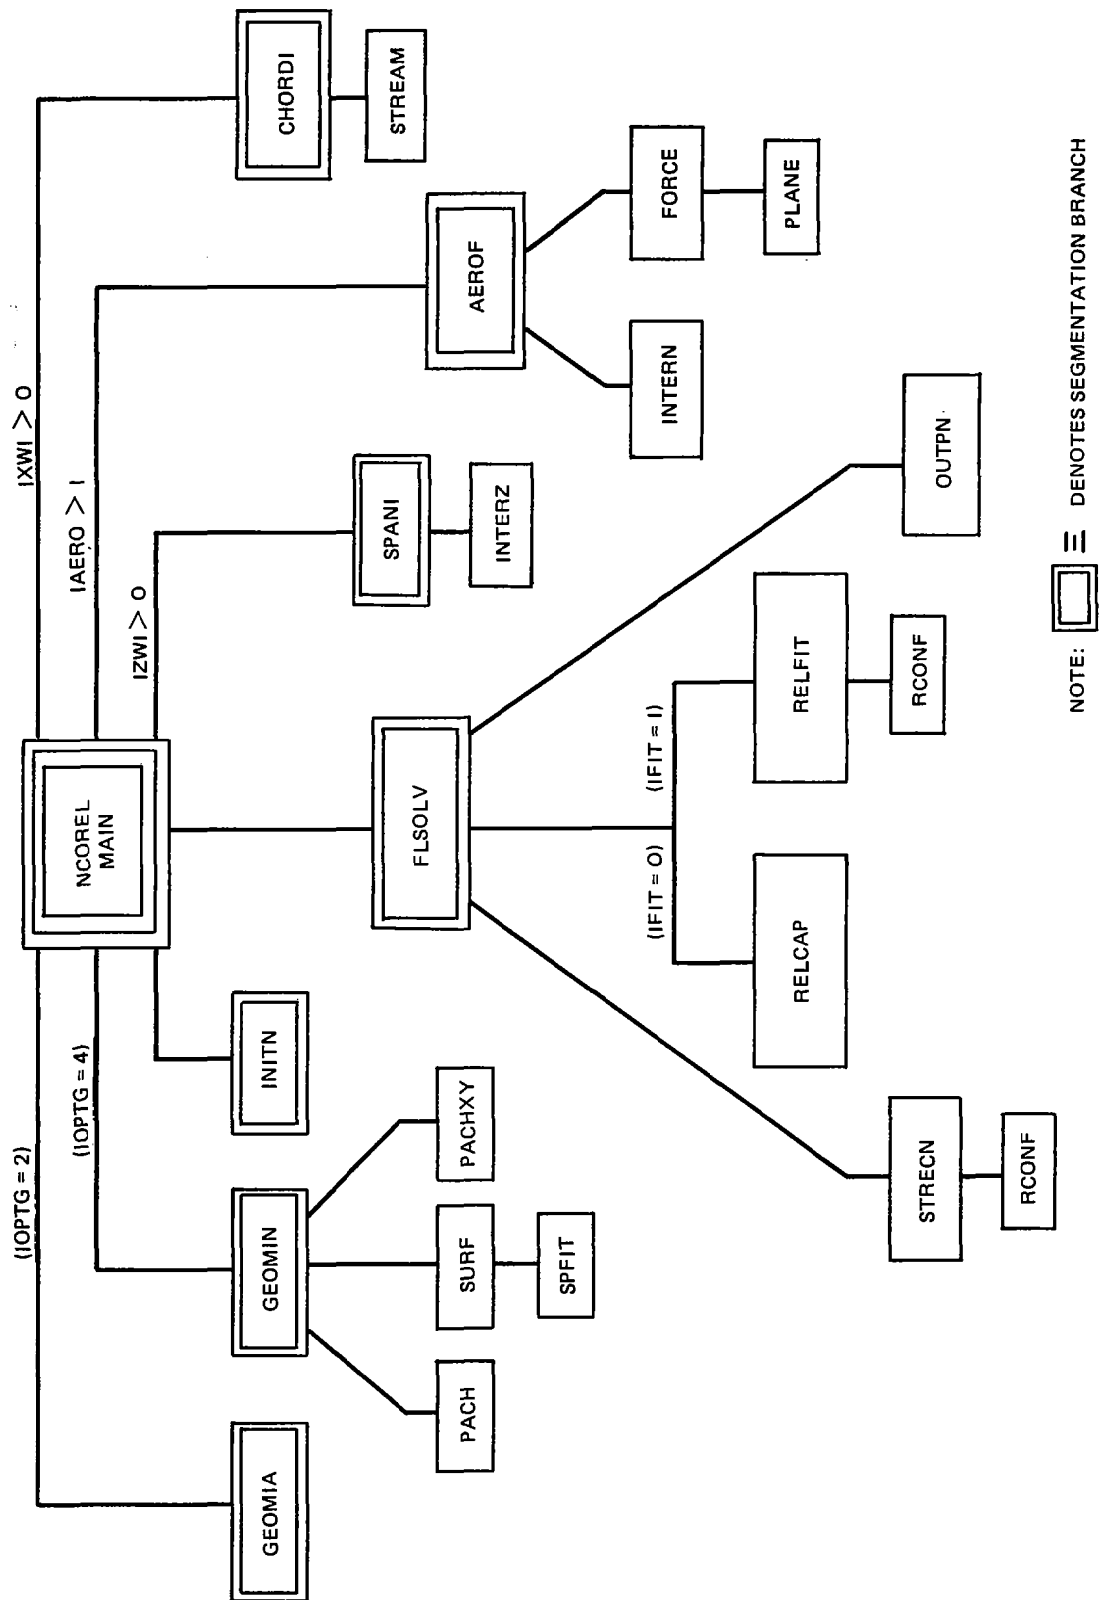 (IOPTG = 2)
IXWI > 0
(IOPTG = 4)
IAERO > 1
IZWI > 0
NCOREL
MAIN
GEOMIA
GEOMIN
INITN
CHORDI
STREAM
PACH
SURF
PACHXY
SPFIT
FLSOLV
SPANI
INTERZ
AEROF
INTERN
FORCE
PLANE
(IFIT = 0)
(IFIT = 1)
STRECN
RCONF
RELCAP
RELFIT
RCONF
OUTPN
NOTE: ≡ DENOTES SEGMENTATION BRANCH